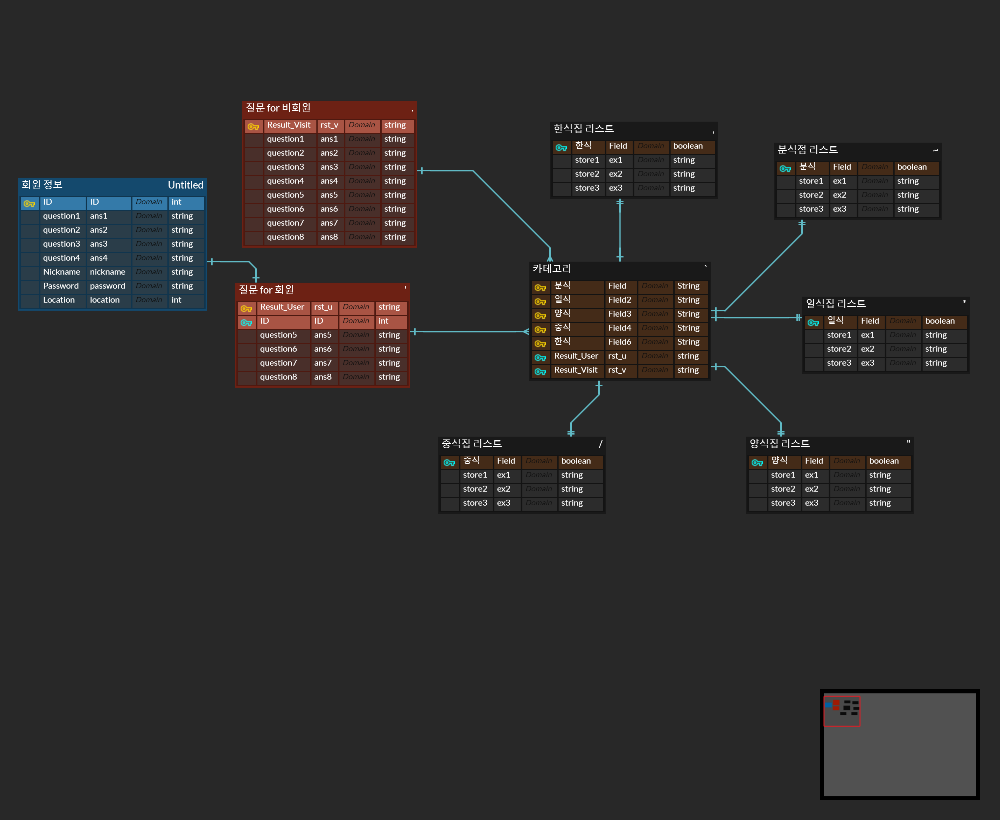 회원 정보 Untitled
ID ID Domain int
question1 ans1 Domain string
question2 ans2 Domain string
question3 ans3 Domain string
question4 ans4 Domain string
Nickname nickname Domain string
Password password Domain string
Location location Domain int
질문 for 비회원 .
Result_Visit rst_v Domain string
question1 ans1 Domain string
question2 ans2 Domain string
question3 ans3 Domain string
question4 ans4 Domain string
question5 ans5 Domain string
question6 ans6 Domain string
question7 ans7 Domain string
question8 ans8 Domain string
질문 for 회원 '
Result_User rst_u Domain string
ID ID Domain int
question5 ans5 Domain string
question6 ans6 Domain string
question7 ans7 Domain string
question8 ans8 Domain string
한식집 리스트 ,
한식 Field Domain boolean
store1 ex1 Domain string
store2 ex2 Domain string
store3 ex3 Domain string
분식점 리스트 ~
분식 Field Domain boolean
store1 ex1 Domain string
store2 ex2 Domain string
store3 ex3 Domain string
카테고리 `
분식 Field Domain String
일식 Field2 Domain String
양식 Field3 Domain String
중식 Field4 Domain String
한식 Field6 Domain String
Result_User rst_u Domain string
Result_Visit rst_v Domain string
일식집 리스트 *
일식 Field Domain boolean
store1 ex1 Domain string
store2 ex2 Domain string
store3 ex3 Domain string
중식집 리스트 /
중식 Field Domain boolean
store1 ex1 Domain string
store2 ex2 Domain string
store3 ex3 Domain string
양식집 리스트 "
양식 Field Domain boolean
store1 ex1 Domain string
store2 ex2 Domain string
store3 ex3 Domain string